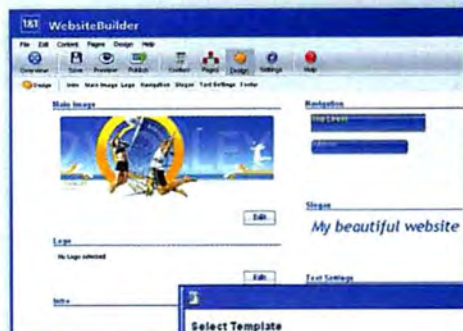 1&1 WebsiteBuilder
File Edit Content Pages Design Help
Overview Save Preview Publish Content Pages Design Settings Help
Design Intro Main Image Logo Navigation Slogan Text Settings Footer
Main Image
Navigation
Edit
Slogan
My beautiful website
Logo
No Logo selected
Edit
Text Settings
Intro
Select Template